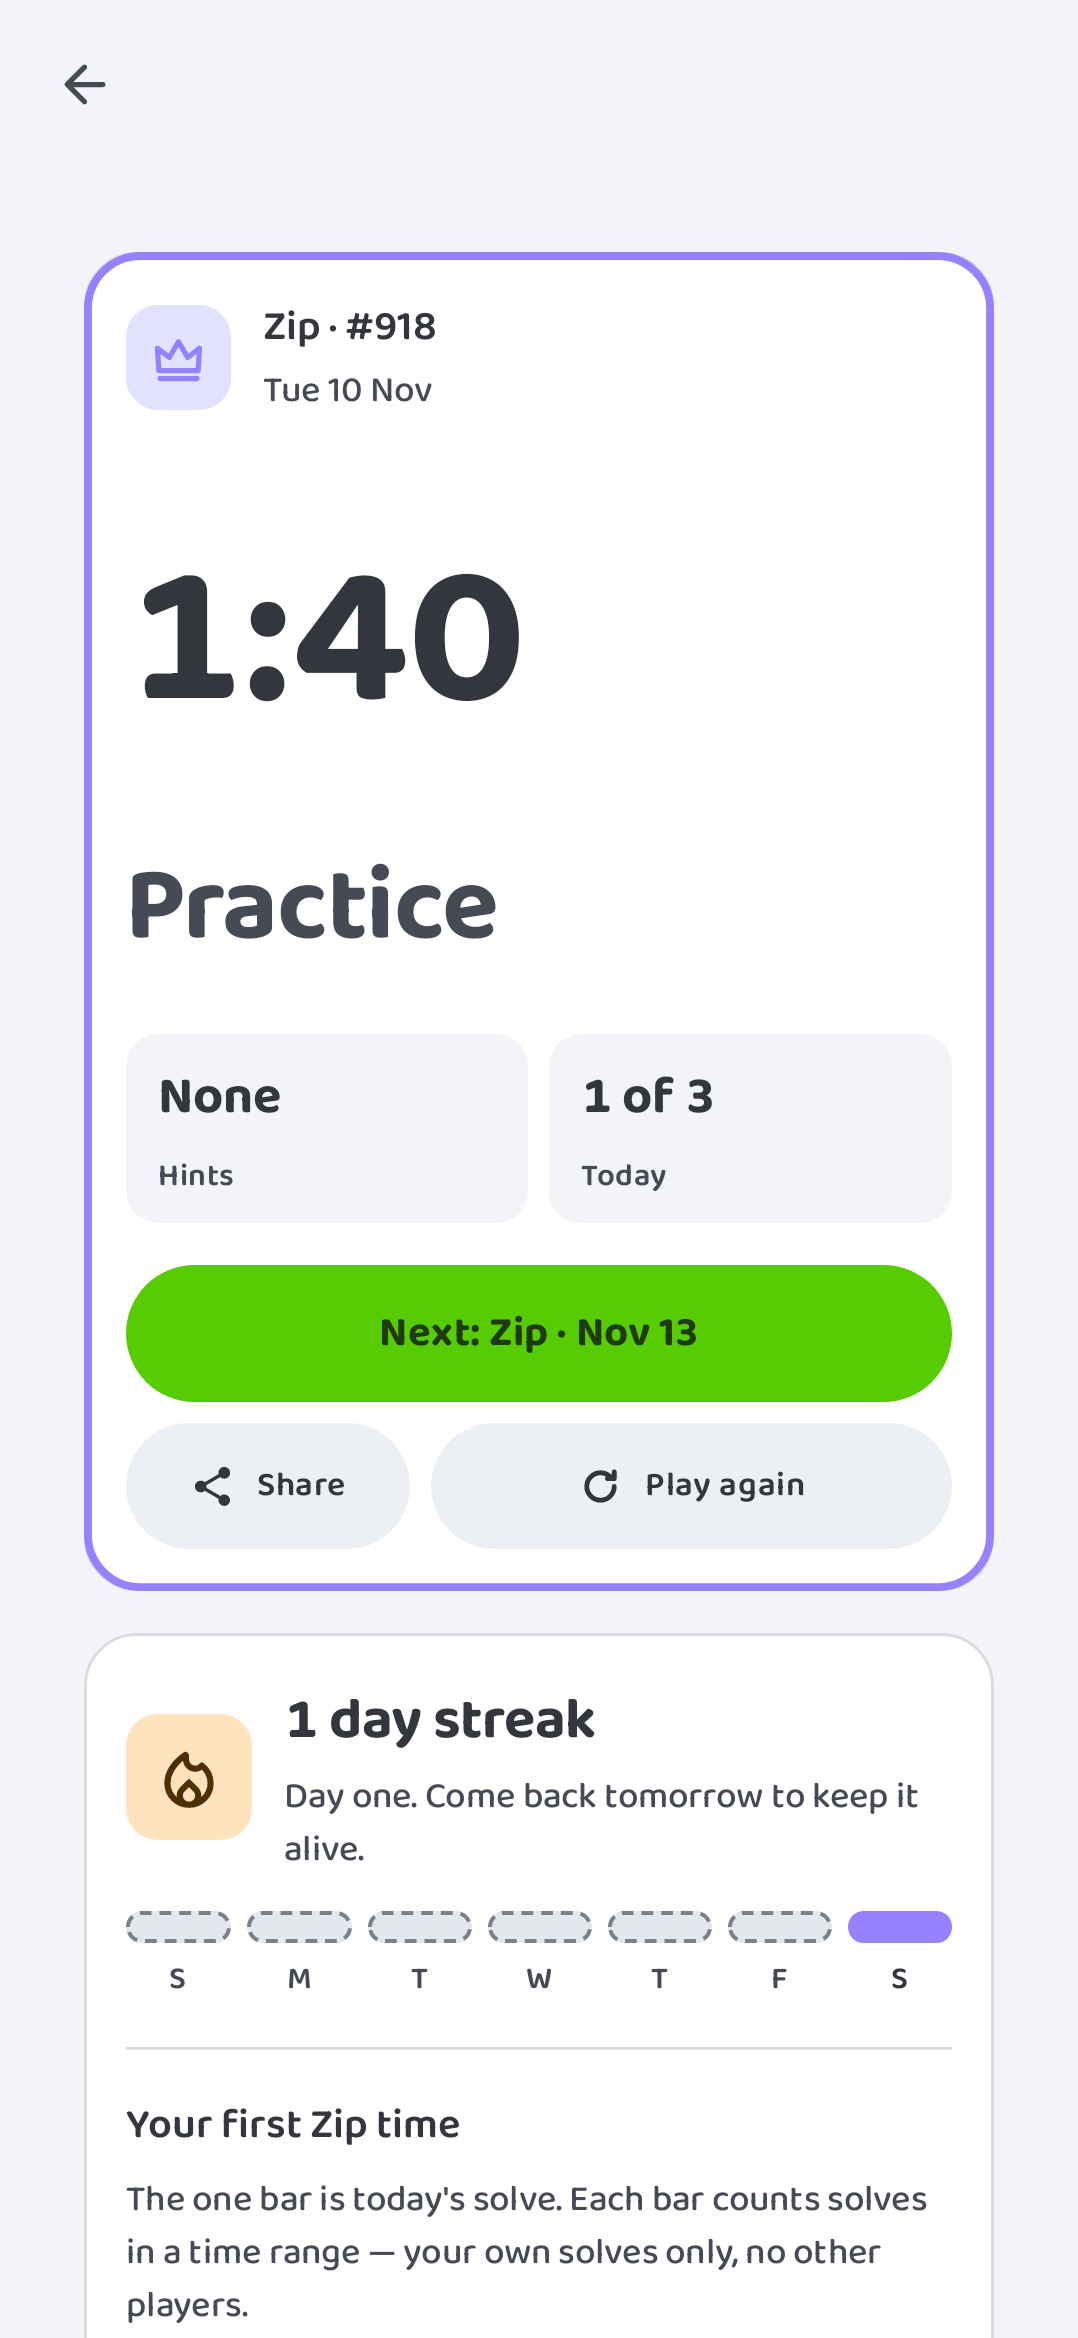 Zip · #918
Tue 10 Nov
1:40
Practice
None
Hints
1 of 3
Today
Next: Zip · Nov 13
Share
Play again
1 day streak
Day one. Come back tomorrow to keep it
alive.
S M T W T F S
Your first Zip time
The one bar is today's solve. Each bar counts solves
in a time range — your own solves only, no other
players.